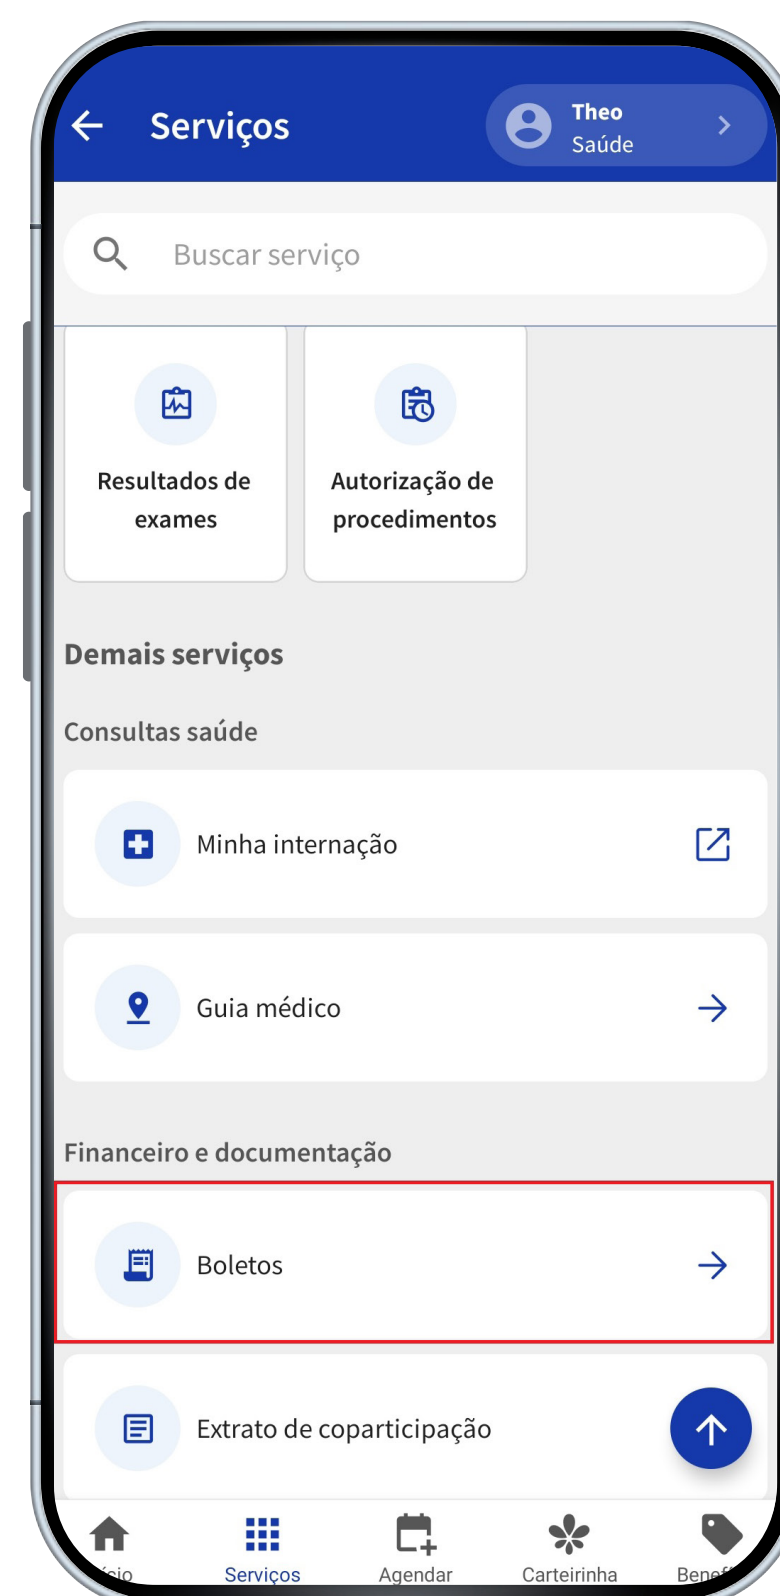 Serviços
Theo
Saúde
Buscar serviço
Resultados de
exames
Autorização de
procedimentos
Demais serviços
Consultas saúde
Minha internação
Guia médico
Financeiro e documentação
Boletos
Extrato de coparticipação
Serviços
Agendar
Carteirinha